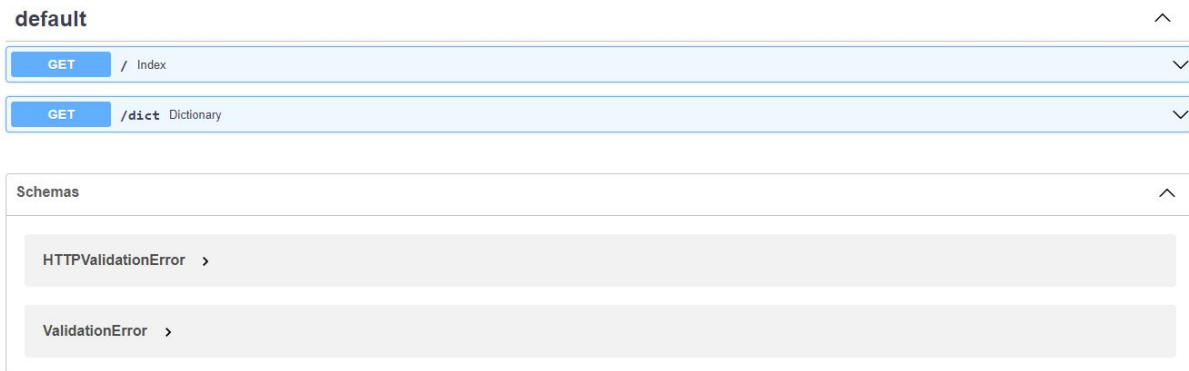 default
GET / Index
GET /dict Dictionary
Schemas
HTTPValidationError
ValidationError